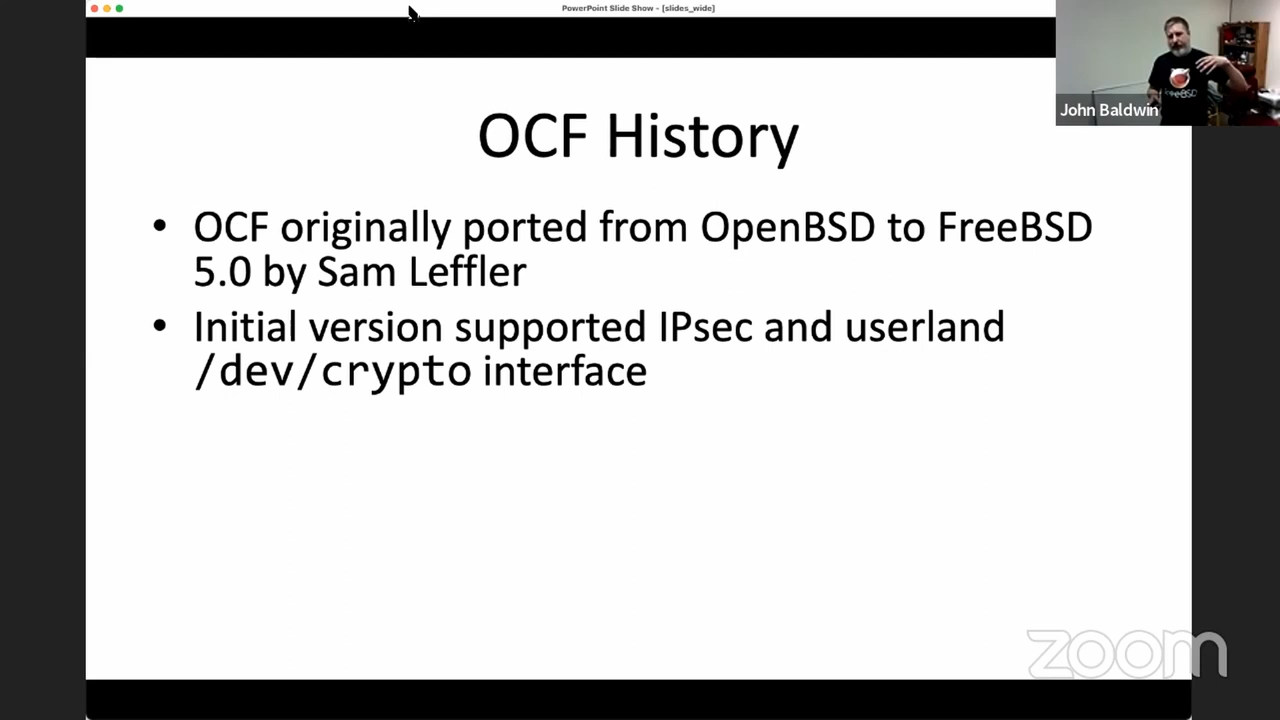 PowerPoint Slide Show - [slides_wide]
John Baldwin
FreeBSD
OCF History
• OCF originally ported from OpenBSD to FreeBSD
5.0 by Sam Leffler
• Initial version supported IPsec and userland
/dev/crypto interface
zoom